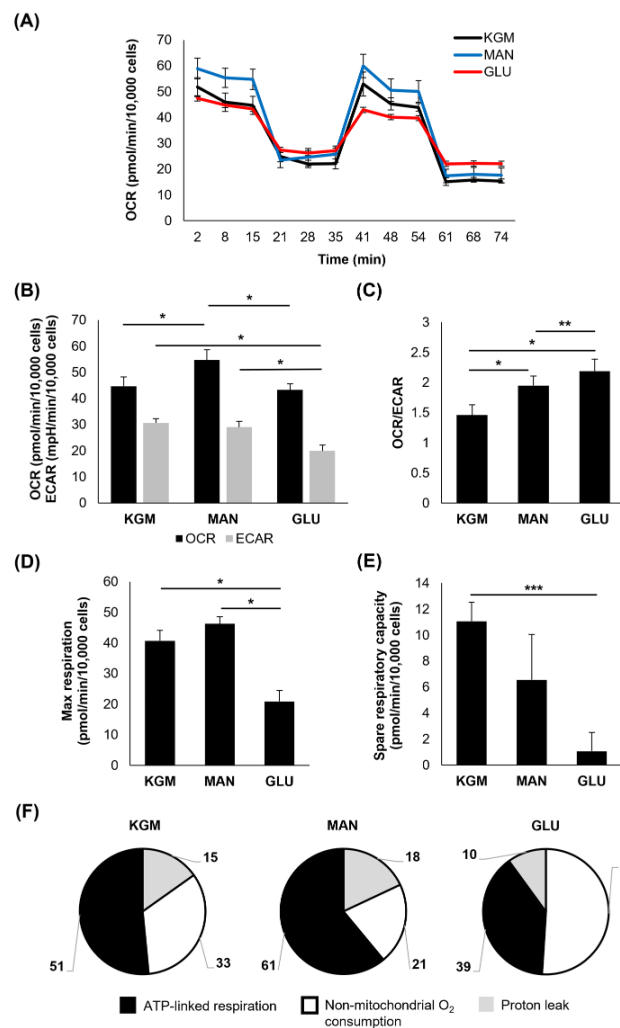 (A)
KGM
MAN
GLU
OCR (pmol/min/10,000 cells)
70
60
50
40
30
20
10
0
2 8 15 21 28 35 41 48 54 61 68 74
Time (min)
(B)
OCR (pmol/min/10,000 cells)
ECAR (mpH/min/10,000 cells)
70
60
50
40
30
20
10
0
*
*
*
*
KGM MAN GLU
OCR ECAR
(C)
OCR/ECAR
3
2.5
2
1.5
1
0.5
0
**
*
*
KGM MAN GLU
(D)
Max respiration
(pmol/min/10,000 cells)
60
50
40
30
20
10
0
*
*
KGM MAN GLU
(E)
Spare respiratory capacity
(pmol/min/10,000 cells)
14
12
10
8
6
4
2
0
***
KGM MAN GLU
(F)
KGM
15
51
33
MAN
18
61
21
GLU
10
39
ATP-linked respiration
Non-mitochondrial O₂
consumption
Proton leak